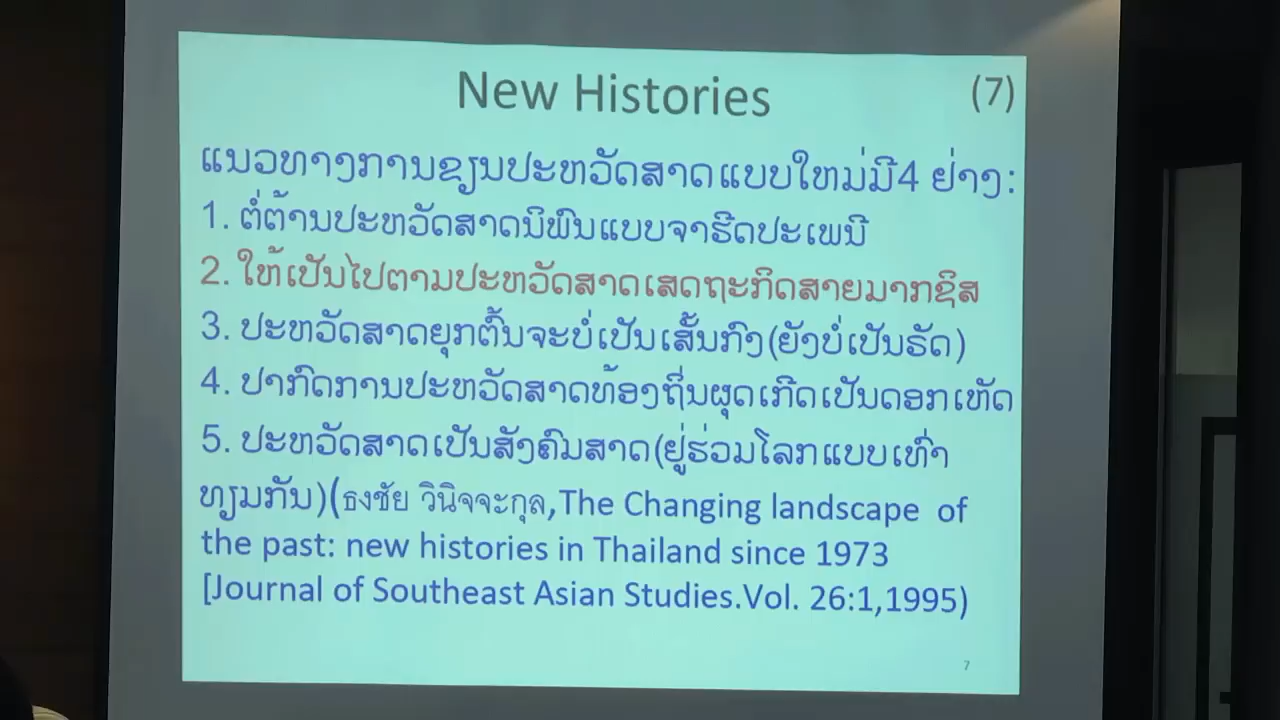 New Histories
(7)
ແນວທາງການຂຽນປະຫວັດສາດແບບໃຫມ່ມີ4 ຢ່າງ:
1. ຕໍ່ຕ້ານປະຫວັດສາດນິພົນແບບຈາຮີດປະເພນີ
2. ໃຫ້ເປັນໄປຕາມປະຫວັດສາດເສດຖະກິດສາຍມາກຊິສ
3. ປະຫວັດສາດຍຸກຕົ້ນຈະບໍ່ເປັນເສັ້ນກົງ(ຍັງບໍ່ເປັນຣັດ)
4. ປາກົດການປະຫວັດສາດທ້ອງຖິ່ນຜຸດເກີດເປັນດອກເຫັດ
5. ປະຫວັດສາດເປັນສັງຄົມສາດ(ຢູ່ຮ່ວມໂລກແບບເທົ່າ
ທຽມກັນ)(ธงชัย วินิจจะกุล,The Changing landscape of
the past: new histories in Thailand since 1973
[Journal of Southeast Asian Studies.Vol. 26:1,1995)
7